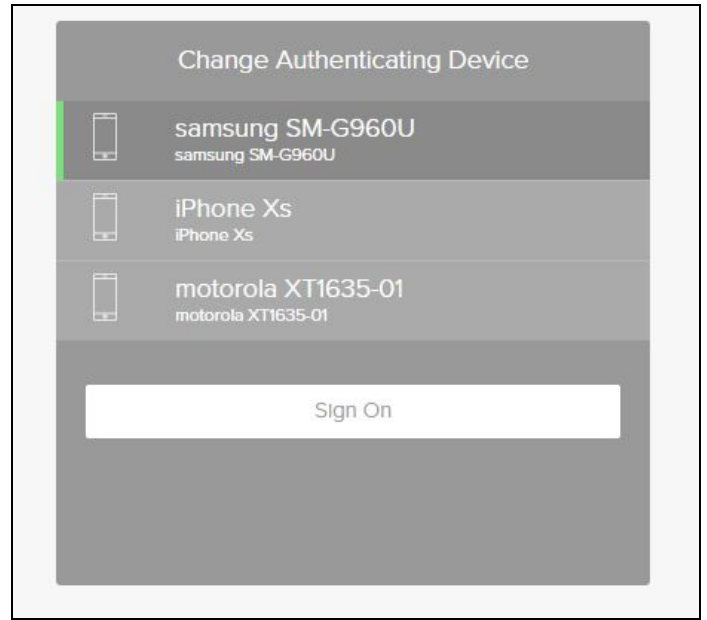 Change Authenticating Device
samsung SM-G960U
samsung SM-G960U
iPhone Xs
iPhone Xs
motorola XT1635-01
motorola XT1635-01
Sign On